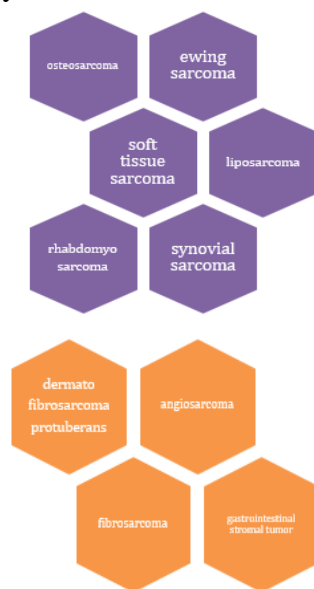 osteosarcoma
ewing
sarcoma
soft
tissue
sarcoma
liposarcoma
rhabdomyo
sarcoma
synovial
sarcoma
dermato
fibrosarcoma
protuberans
angiosarcoma
fibrosarcoma
gastrointestinal
stromal tumor